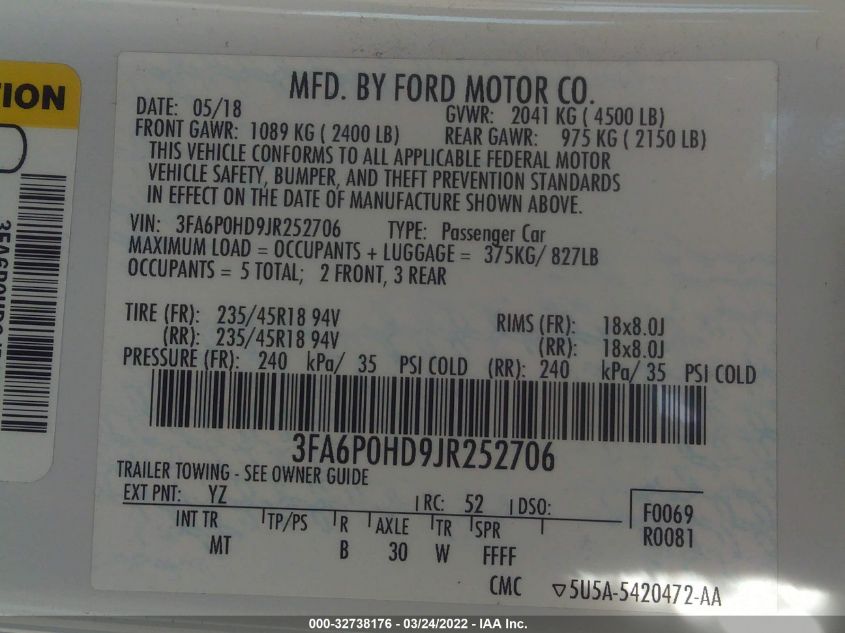 TION
MFD. BY FORD MOTOR CO.
DATE: 05/18 GVWR: 2041 KG ( 4500 LB)
FRONT GAWR: 1089 KG ( 2400 LB) REAR GAWR: 975 KG ( 2150 LB)
THIS VEHICLE CONFORMS TO ALL APPLICABLE FEDERAL MOTOR
VEHICLE SAFETY, BUMPER, AND THEFT PREVENTION STANDARDS
IN EFFECT ON THE DATE OF MANUFACTURE SHOWN ABOVE.
VIN: 3FA6P0HD9JR252706 TYPE: Passenger Car
MAXIMUM LOAD = OCCUPANTS + LUGGAGE = 375KG/ 827LB
OCCUPANTS = 5 TOTAL; 2 FRONT, 3 REAR
TIRE (FR): 235/45R18 94V RIMS (FR): 18x8.0J
(RR): 235/45R18 94V (RR): 18x8.0J
PRESSURE (FR): 240 kPa/ 35 PSI COLD (RR): 240 kPa/ 35 PSI COLD
3FA6P0HD9JR252706
TRAILER TOWING - SEE OWNER GUIDE
EXT PNT: YZ RC: 52 DSO: F0069
INT TR TP/PS R AXLE TR SPR R0081
MT B 30 W FFFF
CMC ▽5U5A-5420472-AA
000-32738176 - 03/24/2022 - IAA Inc.